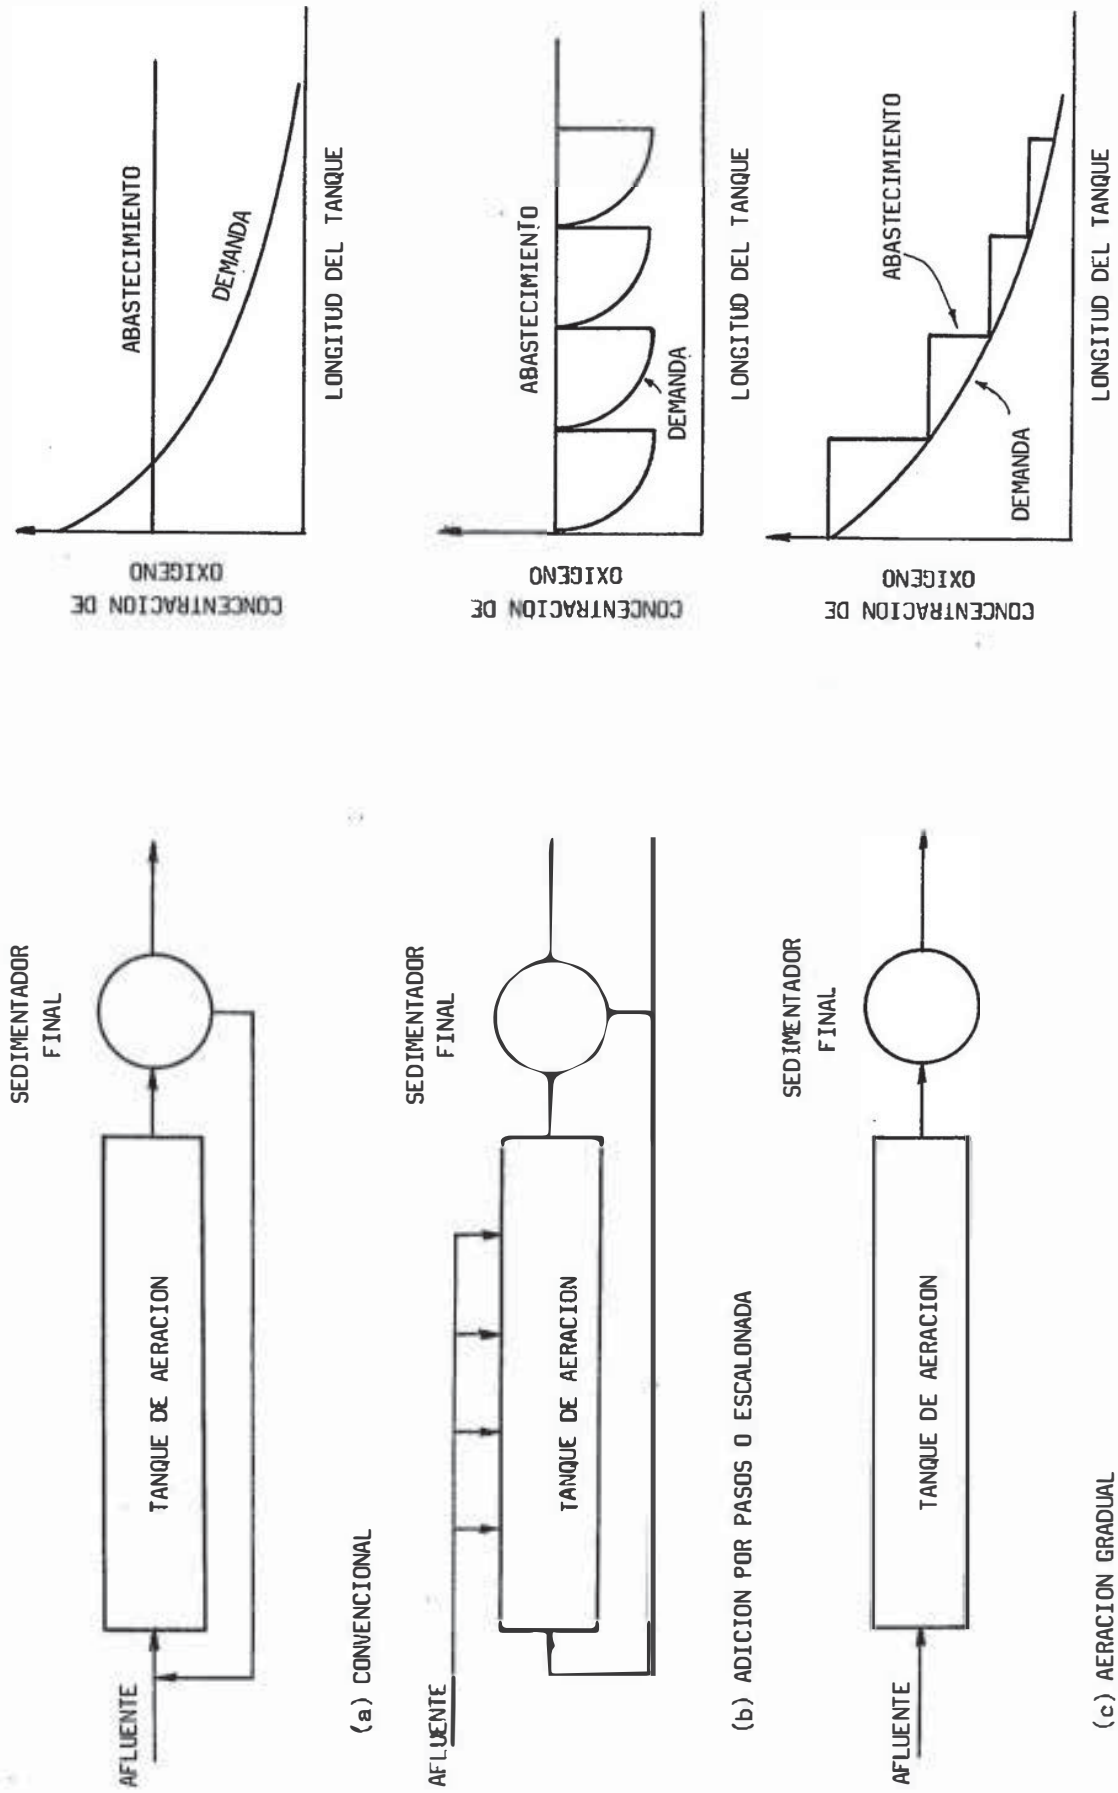 AFLUENTE
TANQUE DE AERACION
SEDIMENTADOR
FINAL
(a) CONVENCIONAL
CONCENTRACION DE
OXIGENO
ABASTECIMIENTO
DEMANDA
LONGITUD DEL TANQUE
AFLUENTE
TANQUE DE AERACION
SEDIMENTADOR
FINAL
(b) ADICION POR PASOS O ESCALONADA
CONCENTRACION DE
OXIGENO
ABASTECIMIENTO
DEMANDA
LONGITUD DEL TANQUE
AFLUENTE
TANQUE DE AERACION
SEDIMENTADOR
FINAL
(c) AERACION GRADUAL
CONCENTRACION DE
OXIGENO
ABASTECIMIENTO
DEMANDA
LONGITUD DEL TANQUE